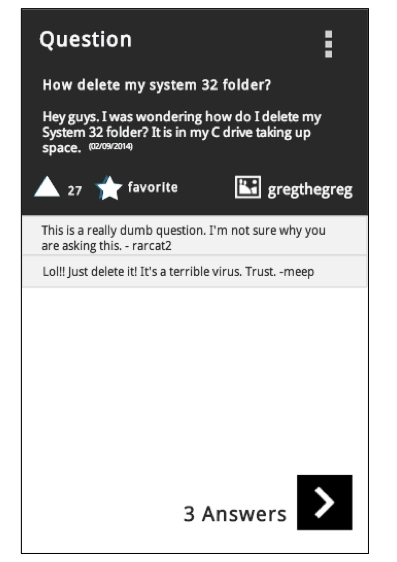 Question
How delete my system 32 folder?
Hey guys. I was wondering how do I delete my
System 32 folder? It is in my C drive taking up
space. (02/09/2014)
27 favorite gregthegreg
This is a really dumb question. I'm not sure why you
are asking this. - rarcat2
Lol!! Just delete it! It's a terrible virus. Trust. -meep
3 Answers